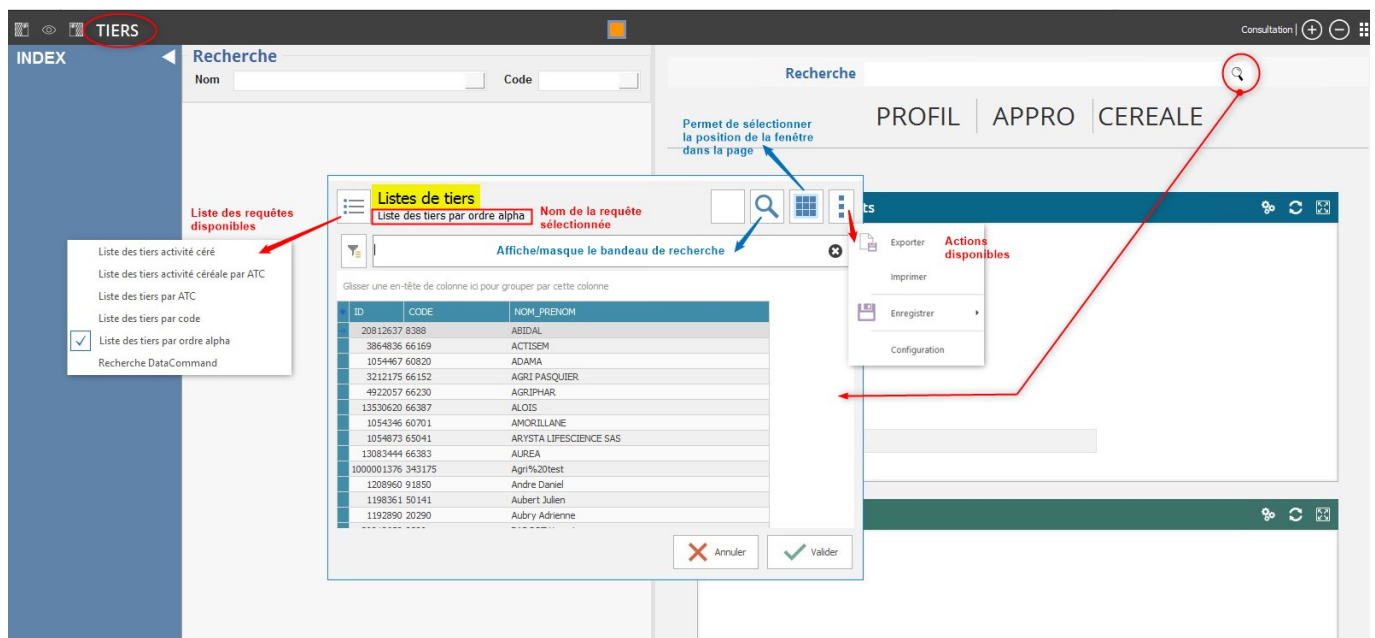 TIERS
Consultation |
INDEX
Recherche
Nom
Code
Recherche
PROFIL
APPRO
CEREALE
Permet de sélectionner
la position de la fenêtre
dans la page
Liste des requêtes
disponibles
Liste des tiers activité céré
Liste des tiers activité céréale par ATC
Liste des tiers par ATC
Liste des tiers par code
Liste des tiers par ordre alpha
Recherche DataCommand
Listes de tiers
Liste des tiers par ordre alpha
Nom de la requête
sélectionnée
Affiche/masque le bandeau de recherche
Glisser une en-tête de colonne ici pour grouper par cette colonne
ID CODE NOM_PRENOM
20812637 8388 ABIDAL
3864836 66169 ACTISEM
1054467 60820 ADAMA
3212175 66152 AGRI PASQUIER
4922057 66230 AGRIPHAR
13530620 66387 ALOIS
1054346 60701 AMORILLANE
1054873 65041 ARYSTA LIFESCIENCE SAS
13083444 66383 AUREA
1000001376 343175 Agri%20test
1208960 91850 Andre Daniel
1198361 50141 Aubert Julien
1192890 20290 Aubry Adrienne
Annuler
Valider
ts
Exporter
Imprimer
Enregistrer
Configuration
Actions
disponibles